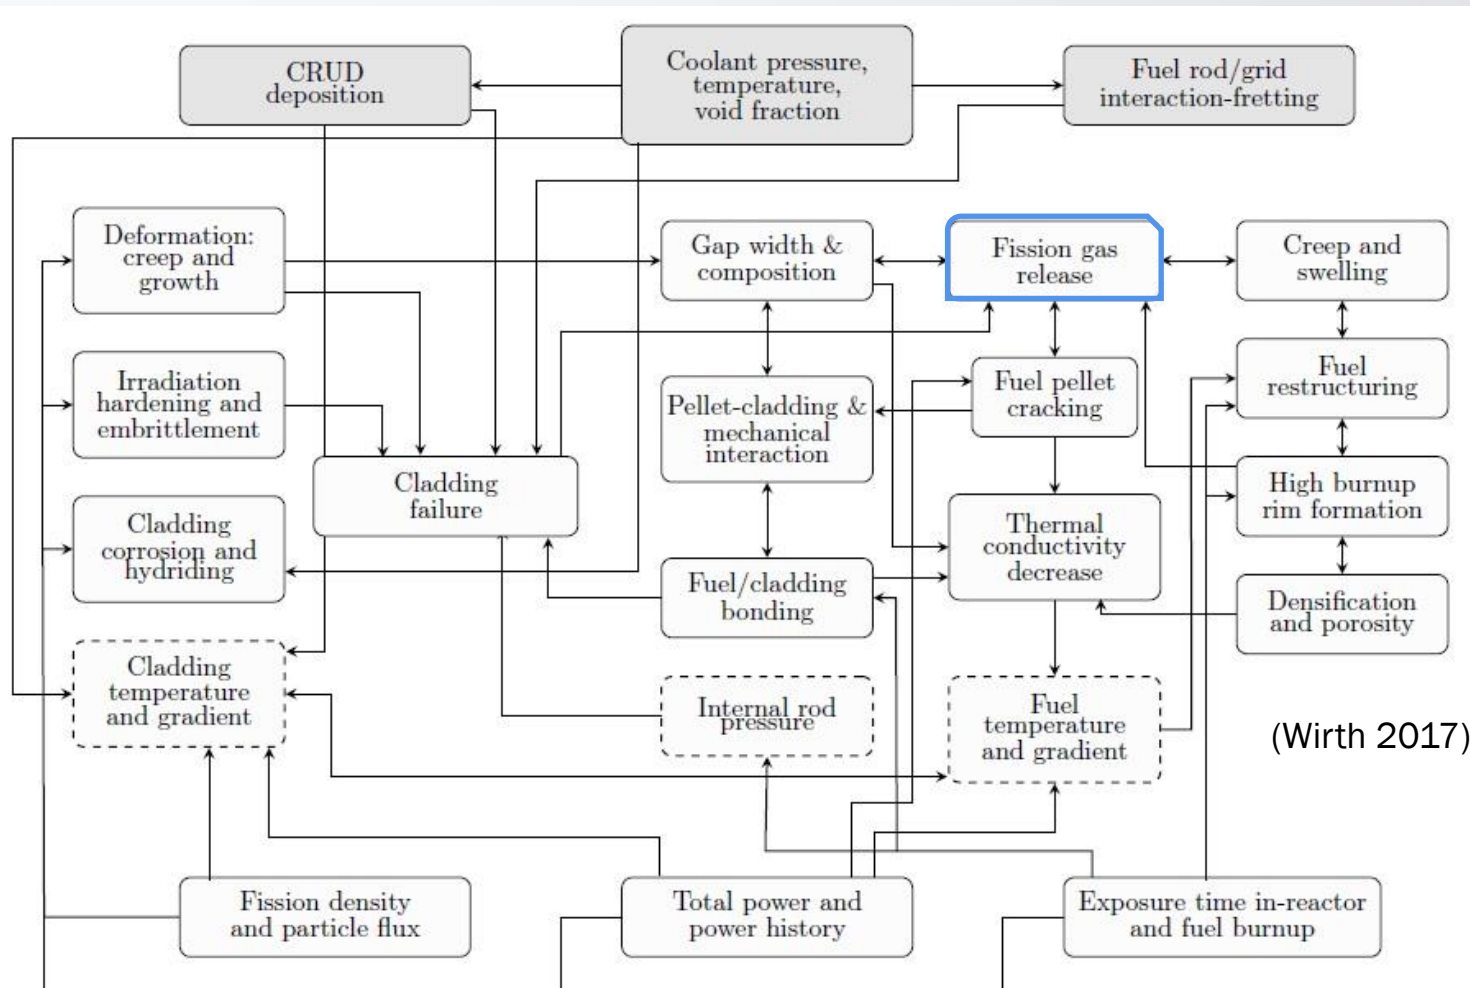 CRUD
deposition
Coolant pressure,
temperature,
void fraction
Fuel rod/grid
interaction-fretting
Deformation:
creep and
growth
Gap width &
composition
Fission gas
release
Creep and
swelling
Irradiation
hardening and
embrittlement
Pellet-cladding &
mechanical
interaction
Fuel pellet
cracking
Fuel
restructuring
Cladding
failure
High burnup
rim formation
Cladding
corrosion and
hydriding
Thermal
conductivity
decrease
Fuel/cladding
bonding
Densification
and porosity
Cladding
temperature
and gradient
Internal rod
pressure
Fuel
temperature
and gradient
(Wirth 2017)
Fission density
and particle flux
Total power and
power history
Exposure time in-reactor
and fuel burnup